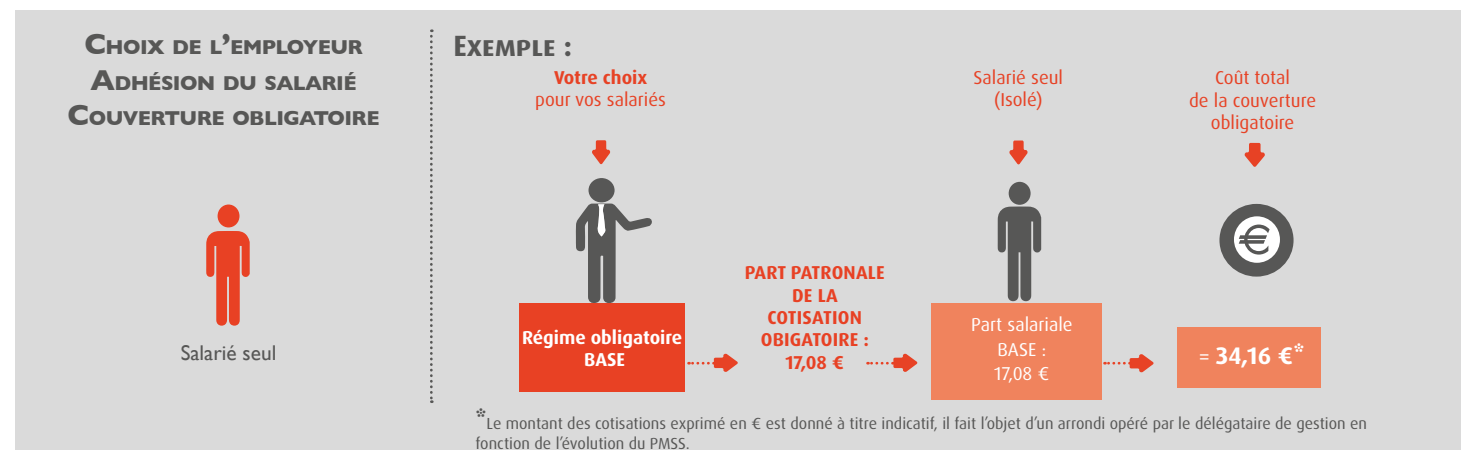 CHOIX DE L'EMPLOYEUR
ADHÉSION DU SALARIÉ
COUVERTURE OBLIGATOIRE
Salarié seul
EXEMPLE :
Votre choix
pour vos salariés
Salarié seul
(Isolé)
Coût total
de la couverture
obligatoire
Régime obligatoire
BASE
PART PATRONALE
DE LA
COTISATION
OBIGATOIRE :
17,08 €
Part salariale
BASE :
17,08 €
€
= 34,16 €*
*Le montant des cotisations exprimé en € est donné à titre indicatif, il fait l'objet d'un arrondi opéré par le délégataire de gestion en
fonction de l'évolution du PMSS.